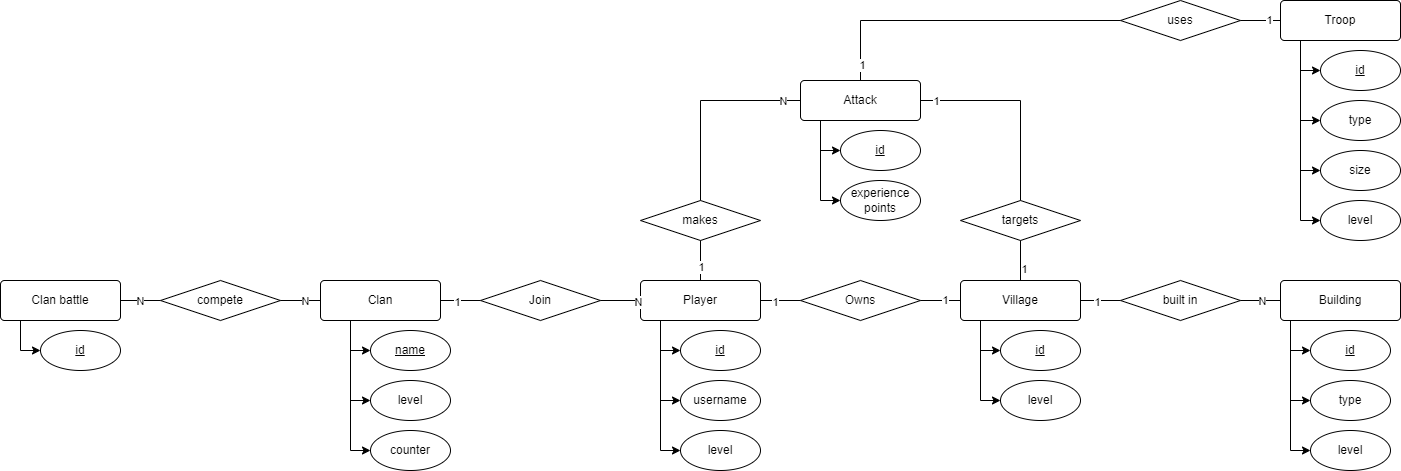 uses
1
Troop
id
type
size
level
1
N
Attack
1
id
experience
points
makes
targets
1
1
Clan battle
N
compete
N
Clan
1
Join
N
Player
1
Owns
1
Village
1
built in
N
Building
id
name
level
counter
id
username
level
id
level
id
type
level